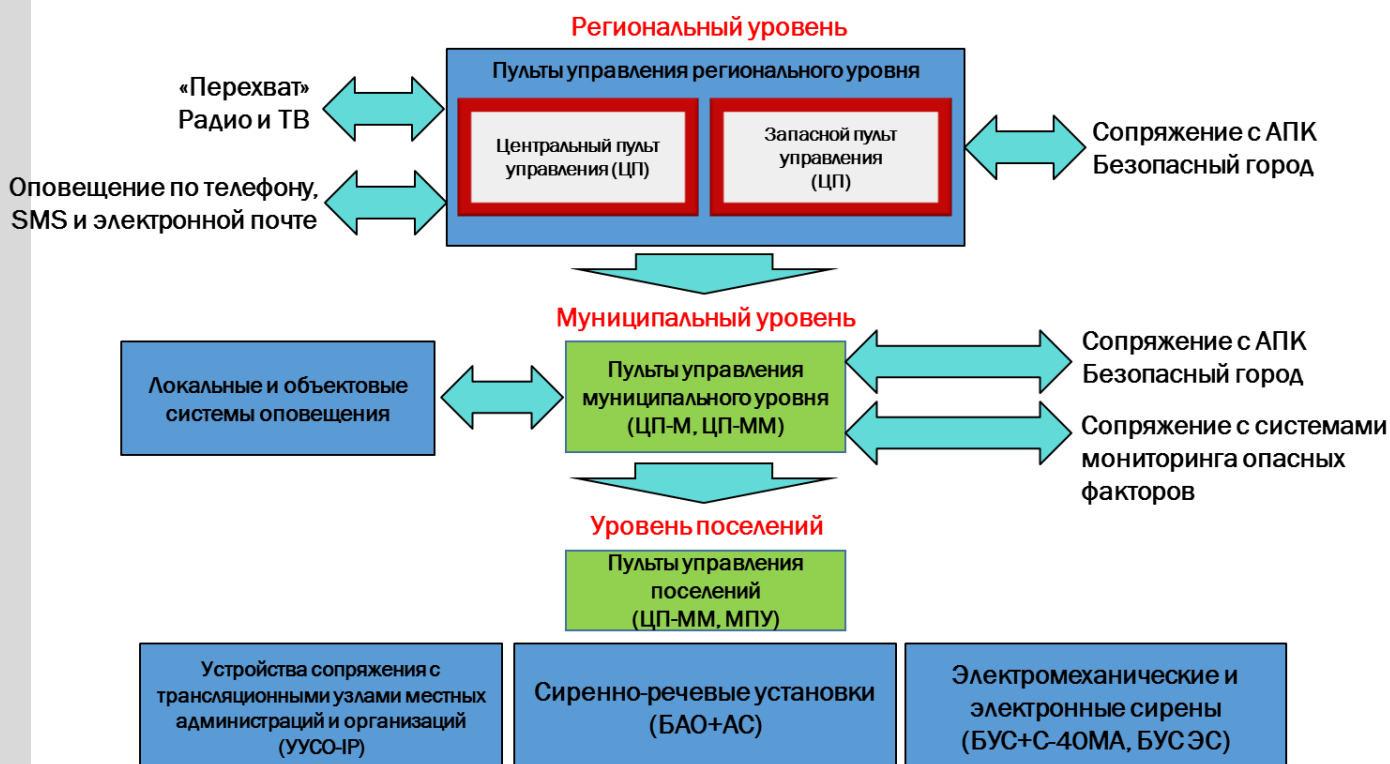 Региональный уровень
Пульты управления регионального уровня
«Перехват»
Радио и ТВ
Центральный пульт
управления (ЦП)
Запасной пульт
управления
(ЦП)
Сопряжение с АПК
Безопасный город
Оповещение по телефону,
SMS и электронной почте
Муниципальный уровень
Локальные и объектовые
системы оповещения
Пульты управления
муниципального уровня
(ЦП-М, ЦП-ММ)
Сопряжение с АПК
Безопасный город
Сопряжение с системами
мониторинга опасных
факторов
Уровень поселений
Пульты управления
поселений
(ЦП-ММ, МПУ)
Устройства сопряжения с
трансляционными узлами местных
администраций и организаций
(УУСО-IP)
Сиренно-речевые установки
(БАО+АС)
Электромеханические и
электронные сирены
(БУС+С-40МА, БУС ЭС)